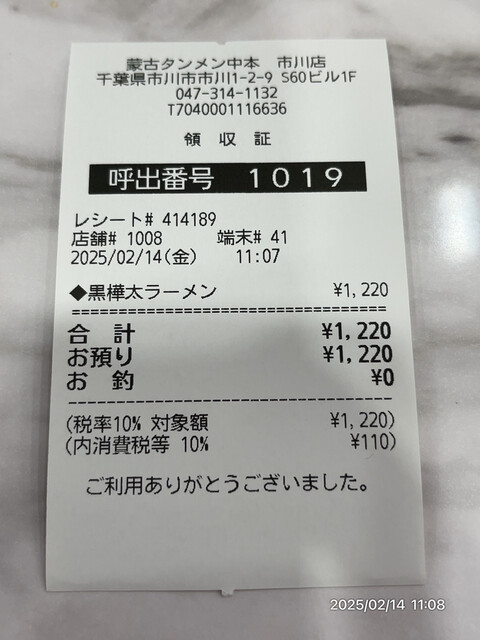 蒙古タンメン中本　市川店
千葉県市川市市川1-2-9 S60ビル1F
047-314-1132
T7040001116636
領　収　証
呼出番号　1019
レシート# 414189
店舗# 1008　端末# 41
2025/02/14(金)　11:07
◆黒樺太ラーメン　¥1,220
合　計　¥1,220
お預り　¥1,220
お　釣　¥0
(税率10% 対象額　¥1,220)
(内消費税等 10%　¥110)
ご利用ありがとうございました。
2025/02/14 11:08